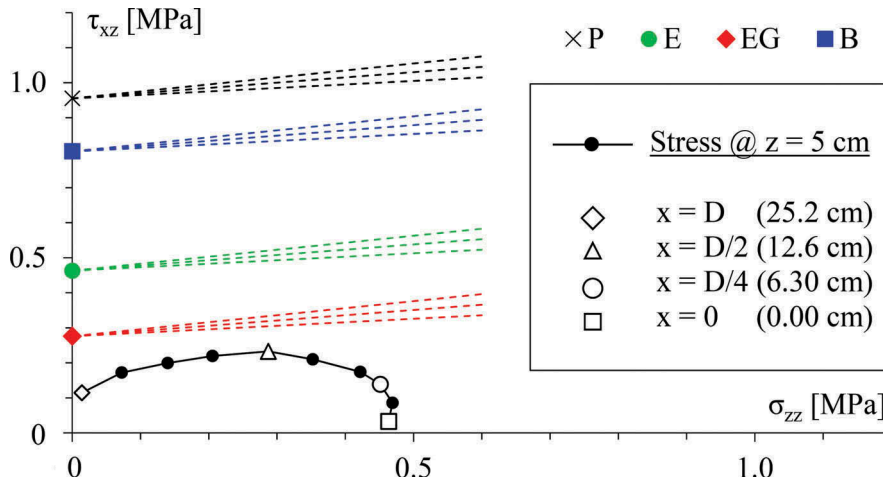 τxz [MPa]
P E EG B
1.0
0.5
0
Stress @ z = 5 cm
x = D (25.2 cm)
x = D/2 (12.6 cm)
x = D/4 (6.30 cm)
x = 0 (0.00 cm)
σzz [MPa]
0 0.5 1.0